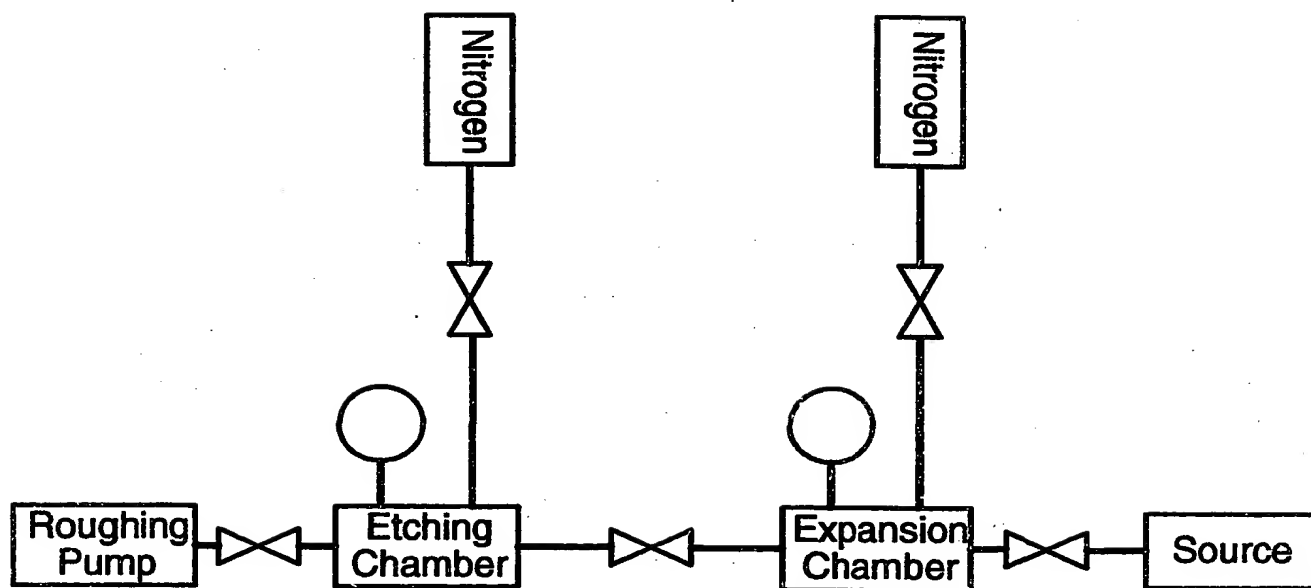 Nitrogen
Nitrogen
Roughing
Pump
Etching
Chamber
Expansion
Chamber
Source